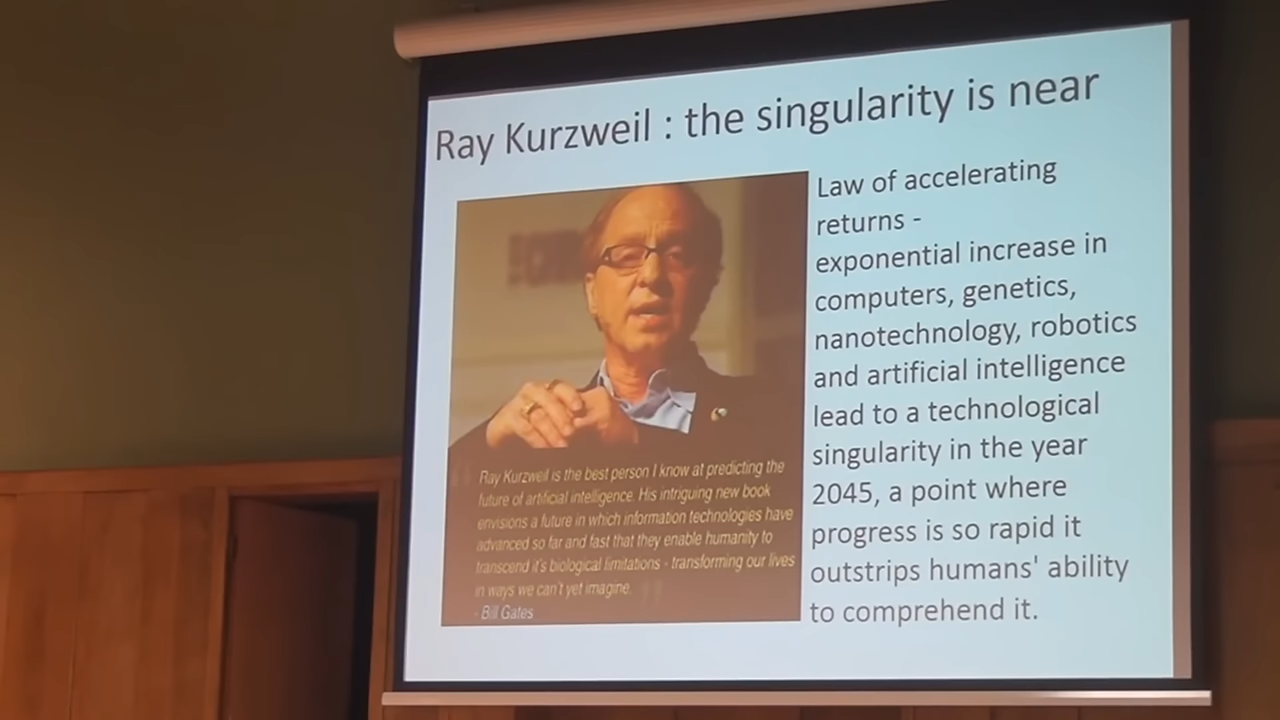 Ray Kurzweil : the singularity is near
Law of accelerating
returns -
exponential increase in
computers, genetics,
nanotechnology, robotics
and artificial intelligence
lead to a technological
singularity in the year
2045, a point where
progress is so rapid it
outstrips humans' ability
to comprehend it.
Ray Kurzweil is the best person I know at predicting the
future of artificial intelligence. His intriguing new book
envisions a future in which information technologies have
advanced so far and fast that they enable humanity to
transcend it's biological limitations - transforming our lives
in ways we can't yet imagine.
- Bill Gates